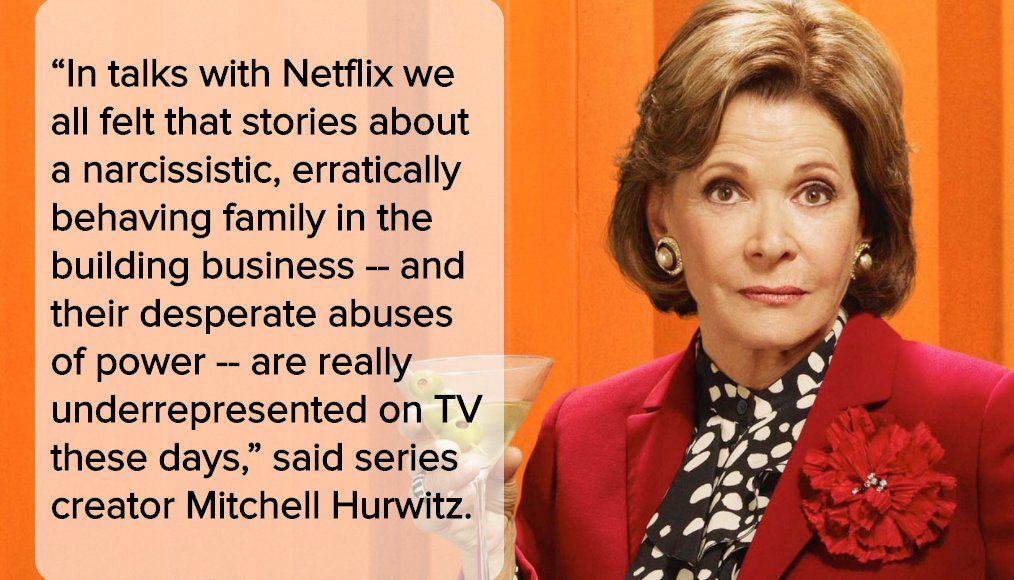 “In talks with Netflix we
all felt that stories about
a narcissistic, erratically
behaving family in the
building business -- and
their desperate abuses
of power -- are really
underrepresented on TV
these days,” said series
creator Mitchell Hurwitz.